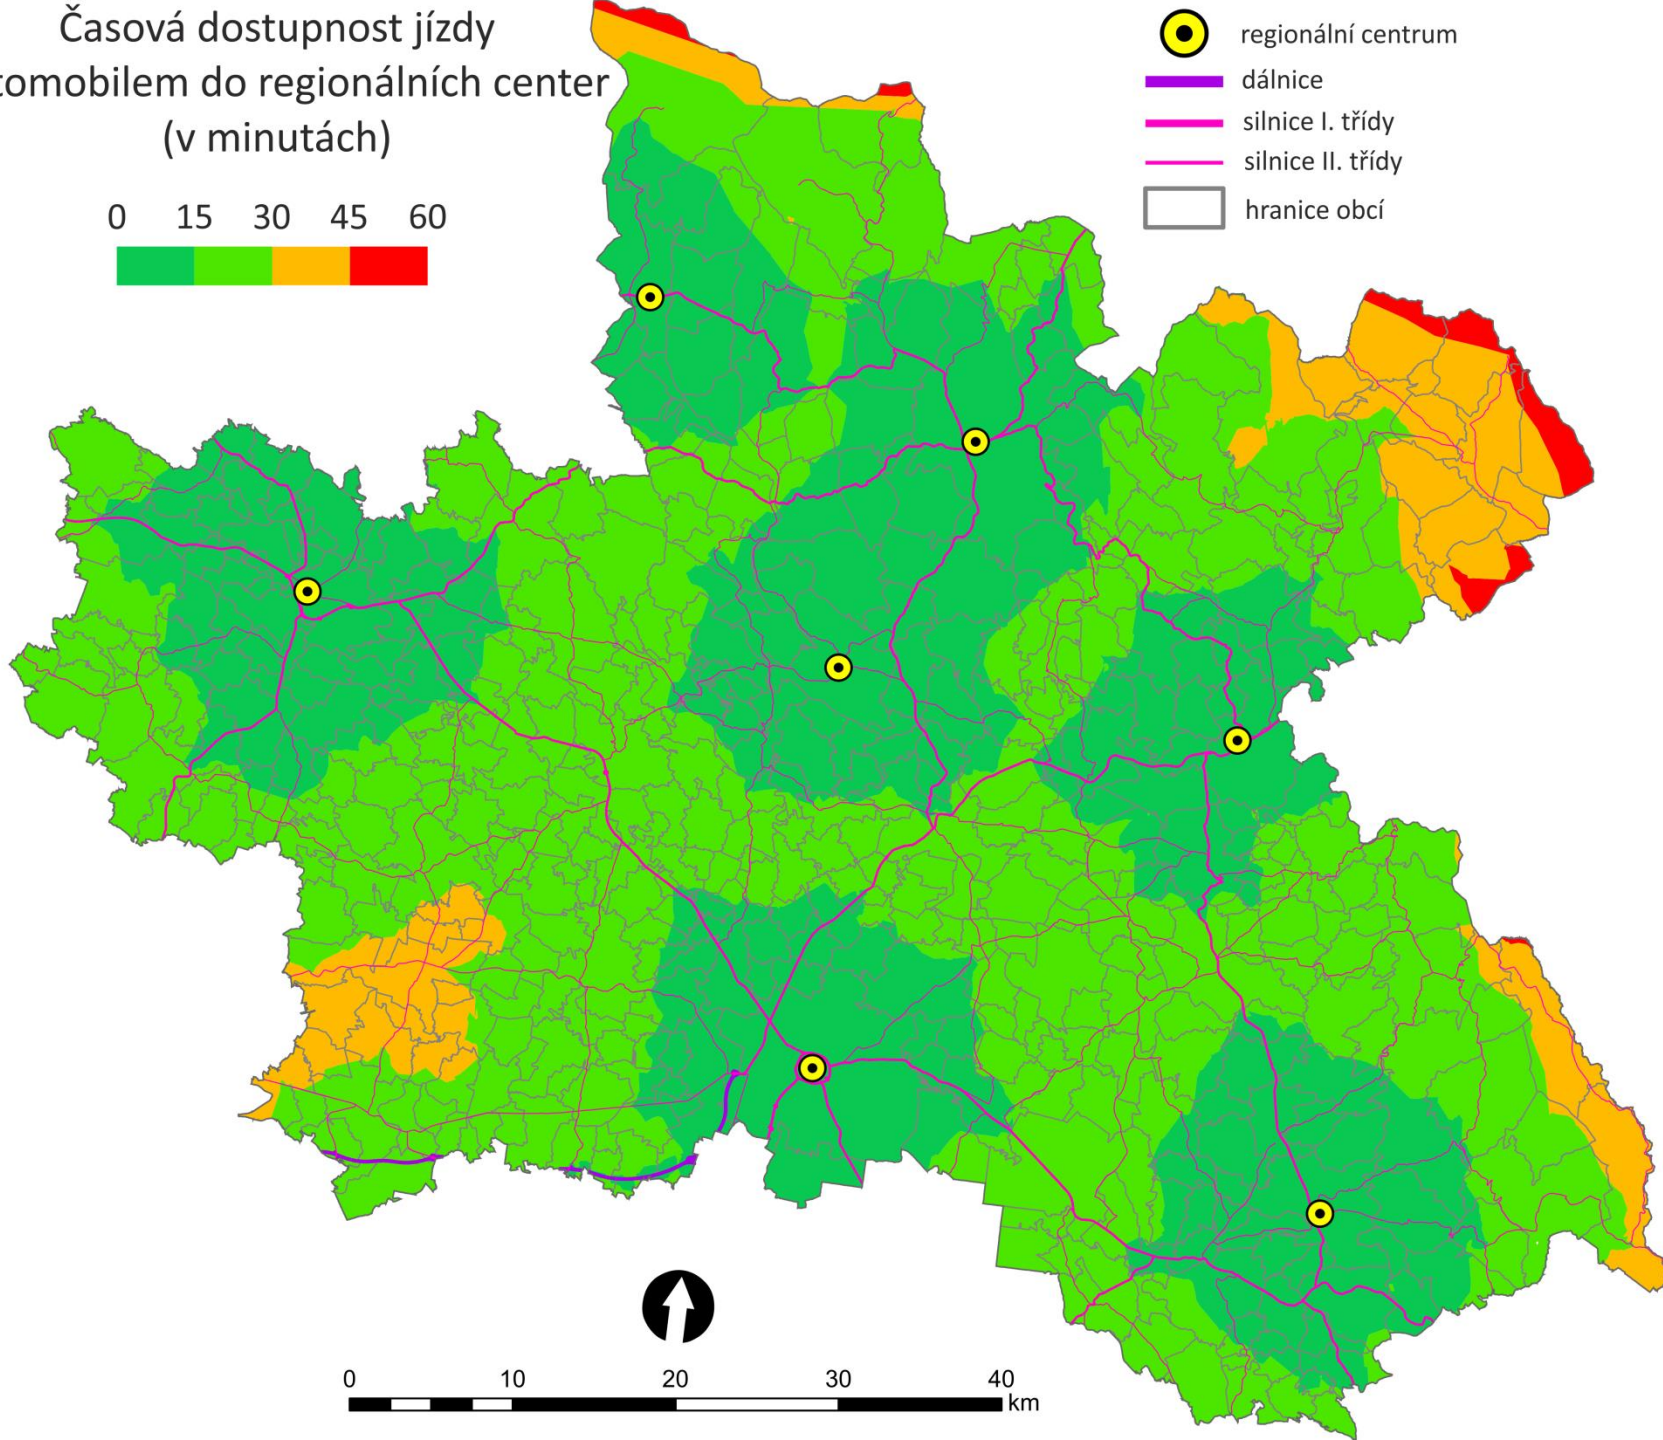 Časová dostupnost jízdy
tomobilem do regionálních center
(v minutách)
0 15 30 45 60
regionální centrum
dálnice
silnice I. třídy
silnice II. třídy
hranice obcí
0 10 20 30 40
km